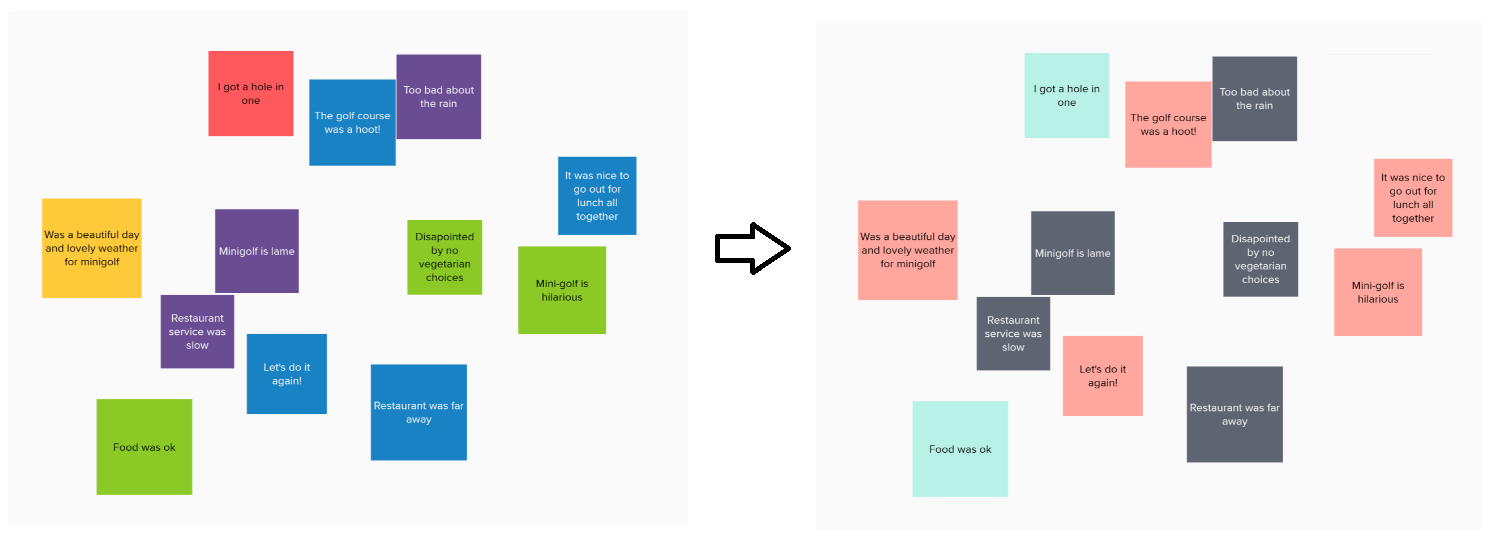 I got a hole in
one
The golf course
was a hoot!
Too bad about
the rain
It was nice to
go out for
lunch all
together
Was a beautiful day
and lovely weather
for minigolf
Minigolf is lame
Disapointed
by no
vegetarian
choices
Mini-golf is
hilarious
Restaurant
service was
slow
Let's do it
again!
Restaurant was far
away
Food was ok
I got a hole in
one
The golf course
was a hoot!
Too bad about
the rain
It was nice to
go out for
lunch all
together
Was a beautiful day
and lovely weather
for minigolf
Minigolf is lame
Disapointed
by no
vegetarian
choices
Mini-golf is
hilarious
Restaurant
service was
slow
Let's do it
again!
Restaurant was far
away
Food was ok